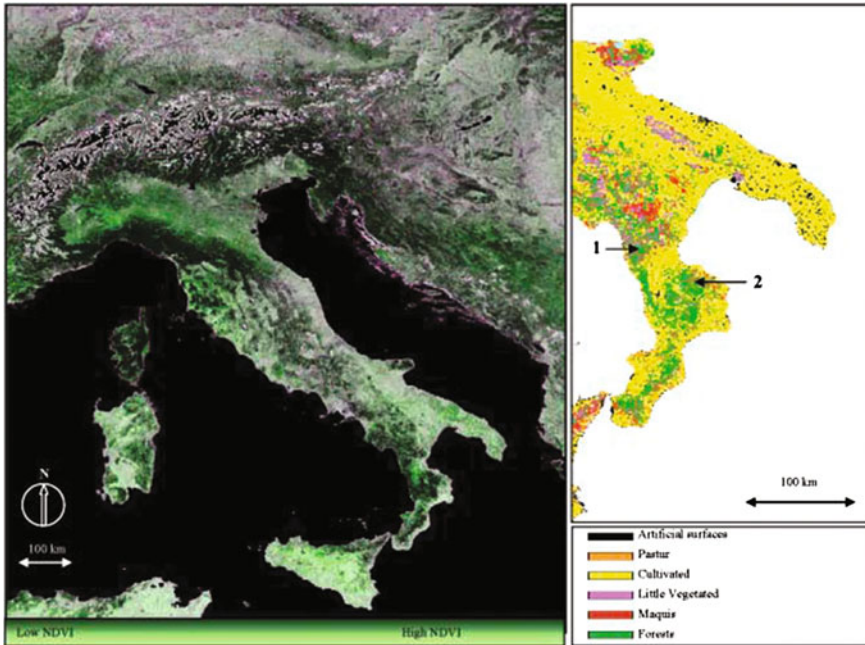 N
100 km
Low NDVI
High NDVI
1
2
100 km
Artificial surfaces
Pastur
Cultivated
Little Vegetated
Maquis
Forests